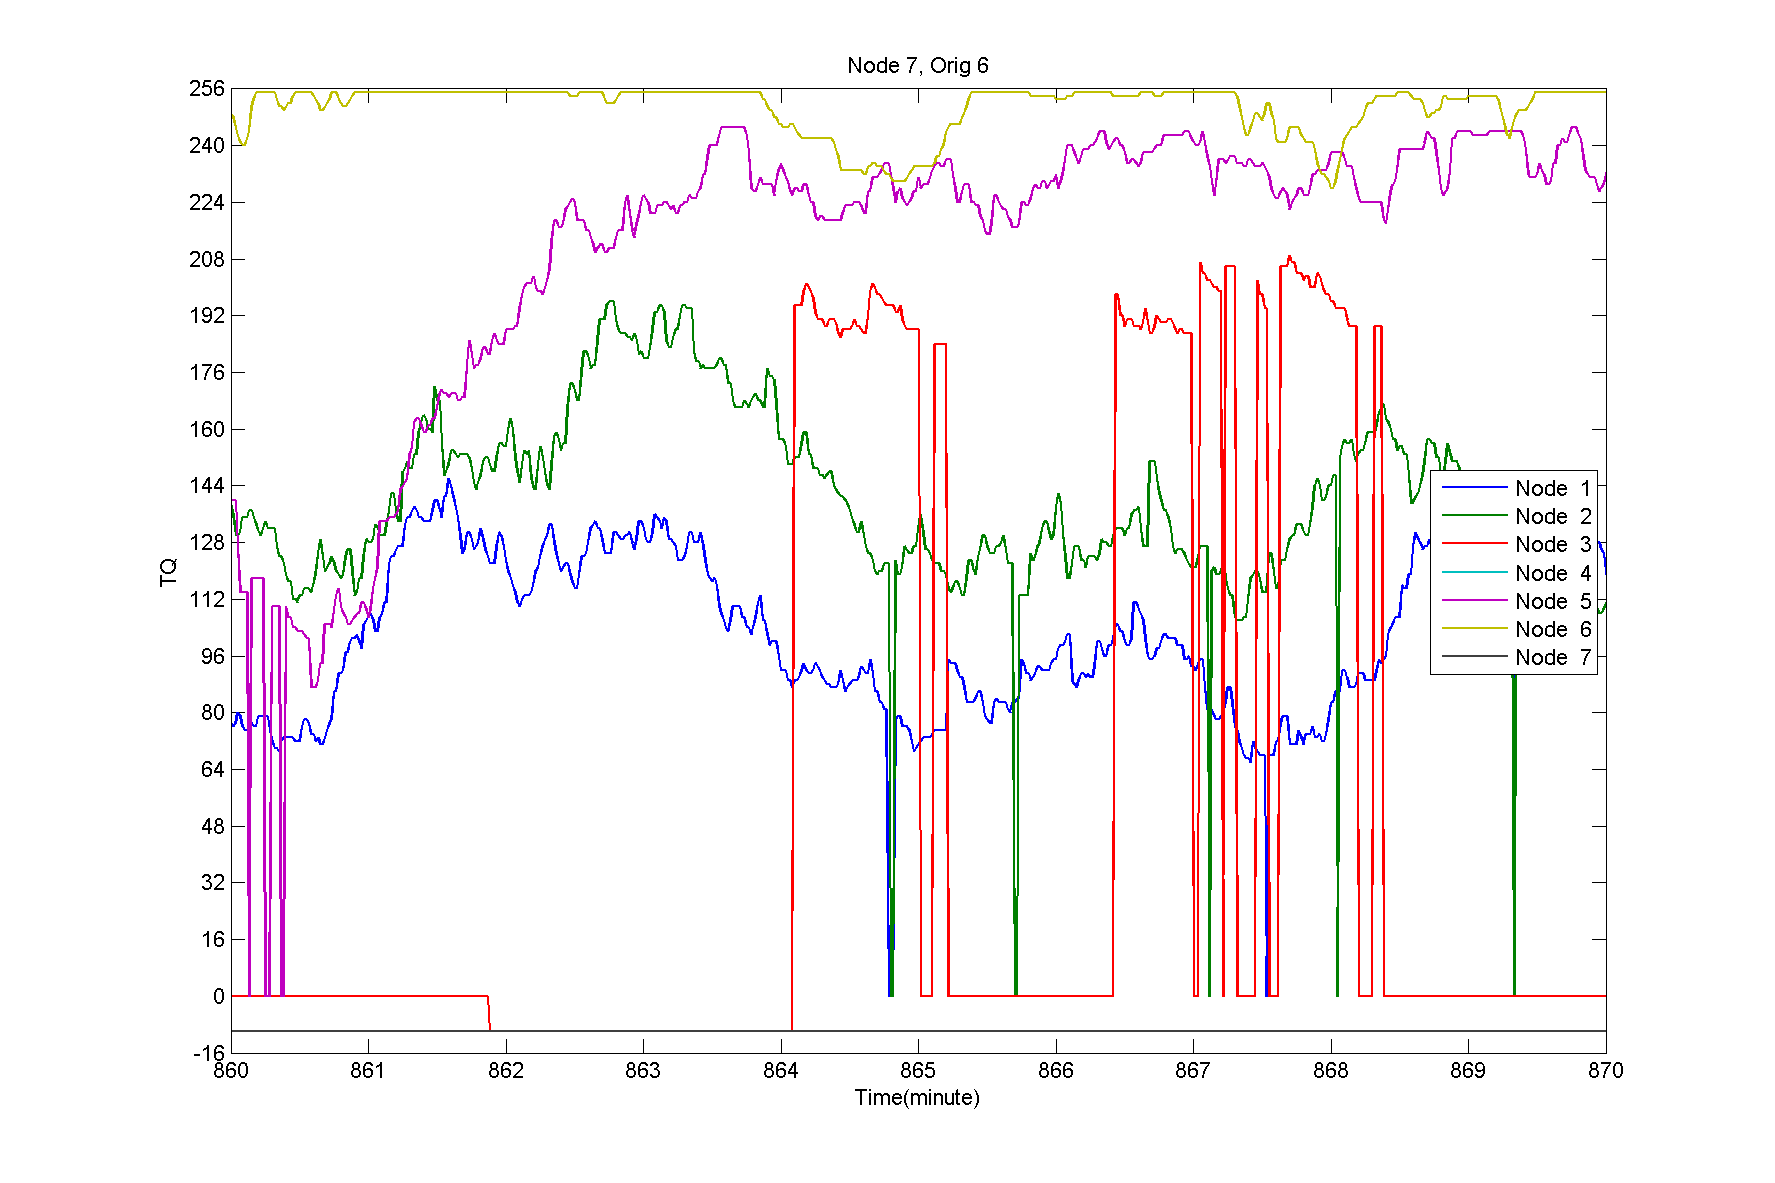 Node 7, Orig 6
256
240
224
208
192
176
160
144
128
112
96
80
64
48
32
16
0
-16
TQ
Node 1
Node 2
Node 3
Node 4
Node 5
Node 6
Node 7
860 861 862 863 864 865 866 867 868 869 870
Time(minute)